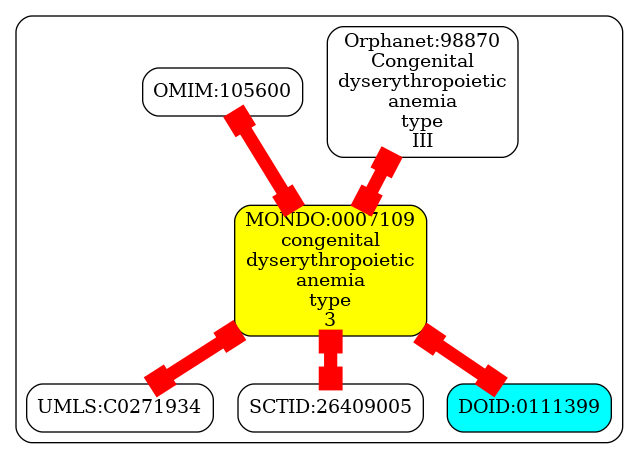 Orphanet:98870
Congenital
dyserythropoietic
anemia
type
III
OMIM:105600
MONDO:0007109
congenital
dyserythropoietic
anemia
type
3
UMLS:C0271934
SCTID:26409005
DOID:0111399